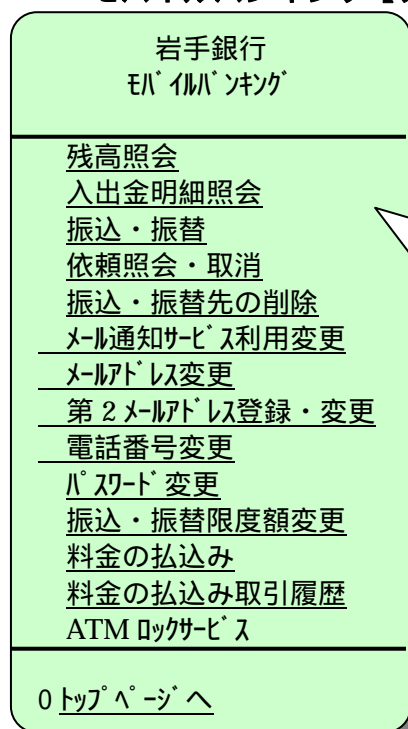 岩手銀行
ﾓﾊﾞｲﾙﾊﾞﾝｷﾝｸﾞ
残高照会
入出金明細照会
振込・振替
依頼照会・取消
振込・振替先の削除
ﾒｰﾙ通知ｻｰﾋﾞｽ利用変更
ﾒｰﾙｱﾄﾞﾚｽ変更
第２ﾒｰﾙｱﾄﾞﾚｽ登録・変更
電話番号変更
ﾊﾟｽﾜｰﾄﾞ変更
振込・振替限度額変更
料金の払込み
料金の払込み取引履歴
ATM ﾛｯｸｻｰﾋﾞｽ
0 ﾄｯﾌﾟﾍﾟｰｼﾞへ